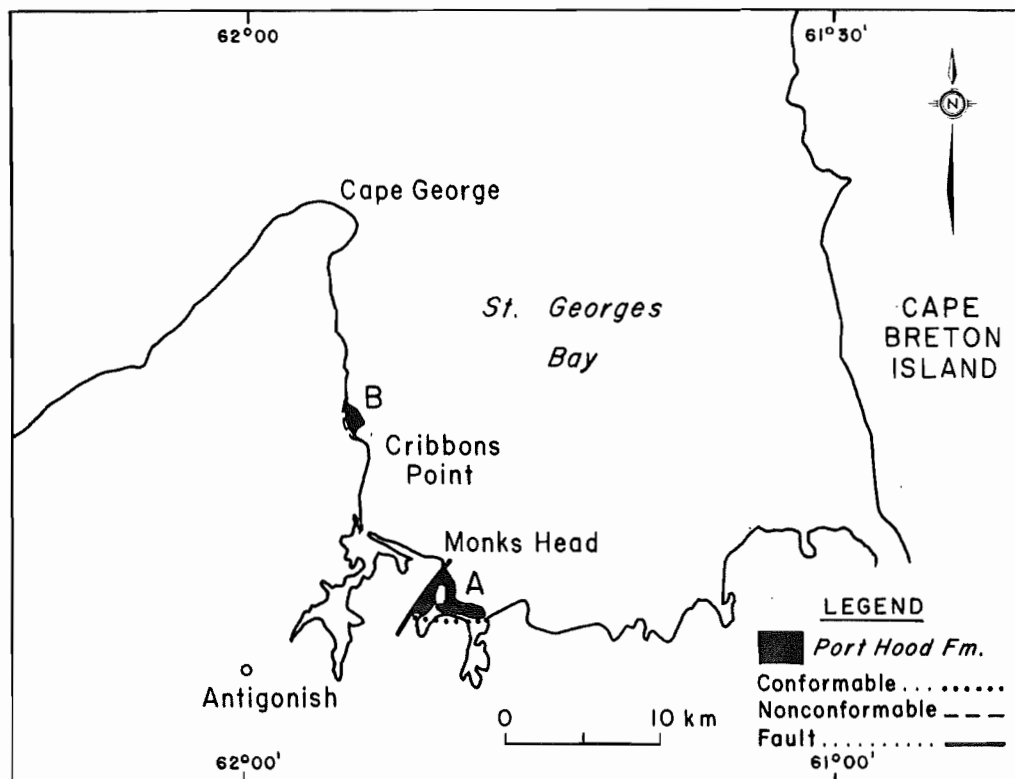 62°00
61°30'
N
Cape George
St. Georges
Bay
CAPE
BRETON
ISLAND
B
Cribbons
Point
Monks Head
A
LEGEND
Port Hood Fm.
Conformable
Nonconformable
Fault
Antigonish
0 10 km
62°00'
61°00